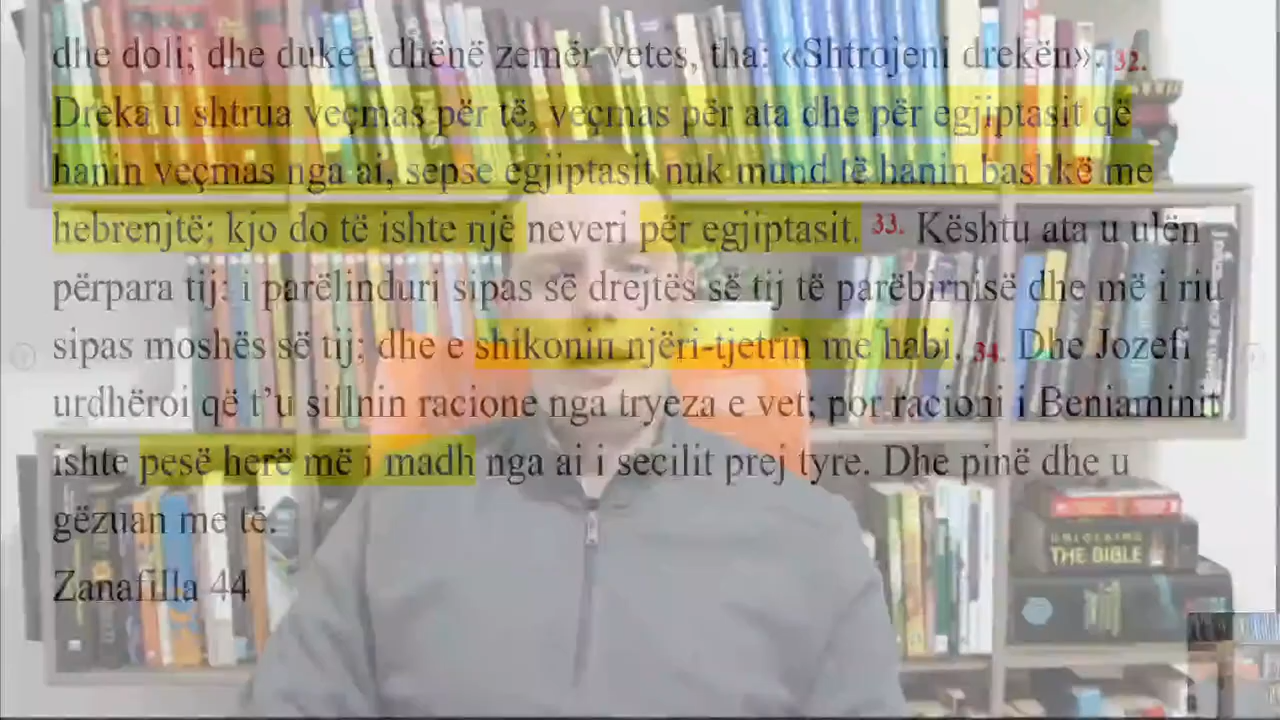 dhe doli; dhe duke i dhënë zemër vetes, tha: «Shtrojeni drekën». 32.
Dreka u shtrua veçmas për të, veçmas për ata dhe për egjiptasit që
hanin veçmas nga ai, sepse egjiptasit nuk mund të hanin bashkë me
hebrenjtë; kjo do të ishte një neveri për egjiptasit. 33. Kështu ata u ulën
përpara tij: i parëlinduri sipas së drejtës së tij të parëbirnisë dhe më i riu
sipas moshës së tij; dhe e shikonin njëri-tjetrin me habi. 34. Dhe Jozefi
urdhëroi që t’u sillnin racione nga tryeza e vet; por racioni i Beniaminit
ishte pesë herë më i madh nga ai i secilit prej tyre. Dhe pinë dhe u
gëzuan me të.
Zanafilla 44
UNLOCKING
THE BIBLE